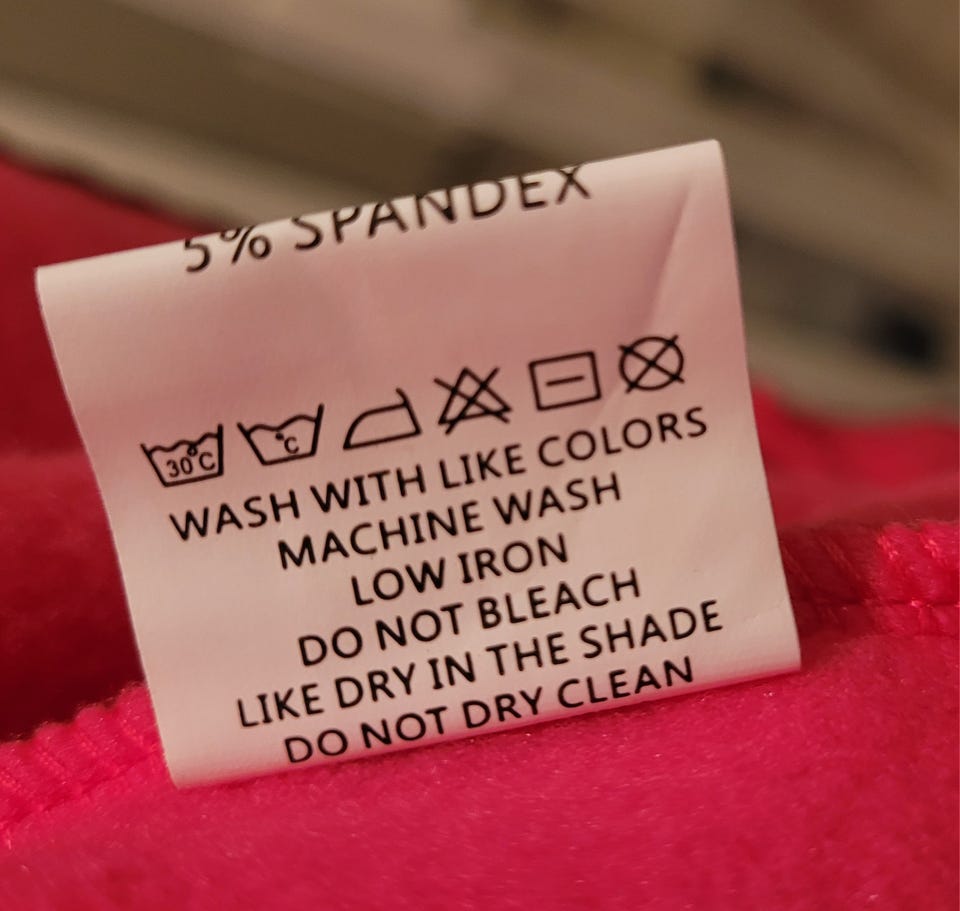 5% SPANDEX
30°C °C
WASH WITH LIKE COLORS
MACHINE WASH
LOW IRON
DO NOT BLEACH
LIKE DRY IN THE SHADE
DO NOT DRY CLEAN